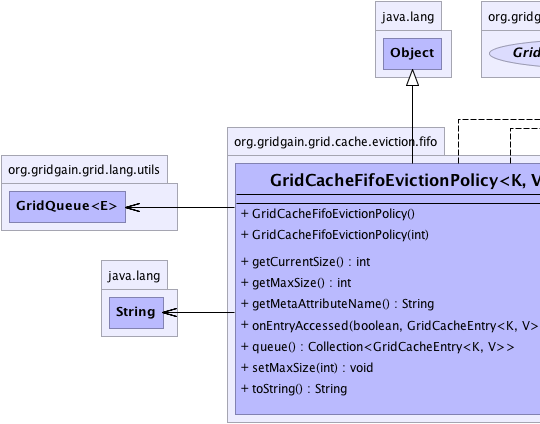 java.lang
Object
org.gridg
Grid
org.gridgain.grid.cache.eviction.fifo
org.gridgain.grid.lang.utils
GridQueue<E>
java.lang
String
GridCacheFifoEvictionPolicy<K, V
+ GridCacheFifoEvictionPolicy()
+ GridCacheFifoEvictionPolicy(int)
+ getCurrentSize() : int
+ getMaxSize() : int
+ getMetaAttributeName() : String
+ onEntryAccessed(boolean, GridCacheEntry<K, V>
+ queue() : Collection<GridCacheEntry<K, V>>
+ setMaxSize(int) : void
+ toString() : String